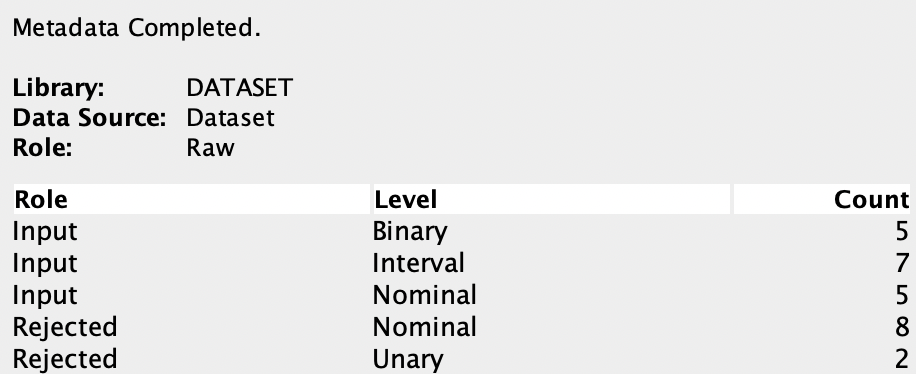 Metadata Completed.
Library: DATASET
Data Source: Dataset
Role: Raw
Role Level Count
Input Binary 5
Input Interval 7
Input Nominal 5
Rejected Nominal 8
Rejected Unary 2